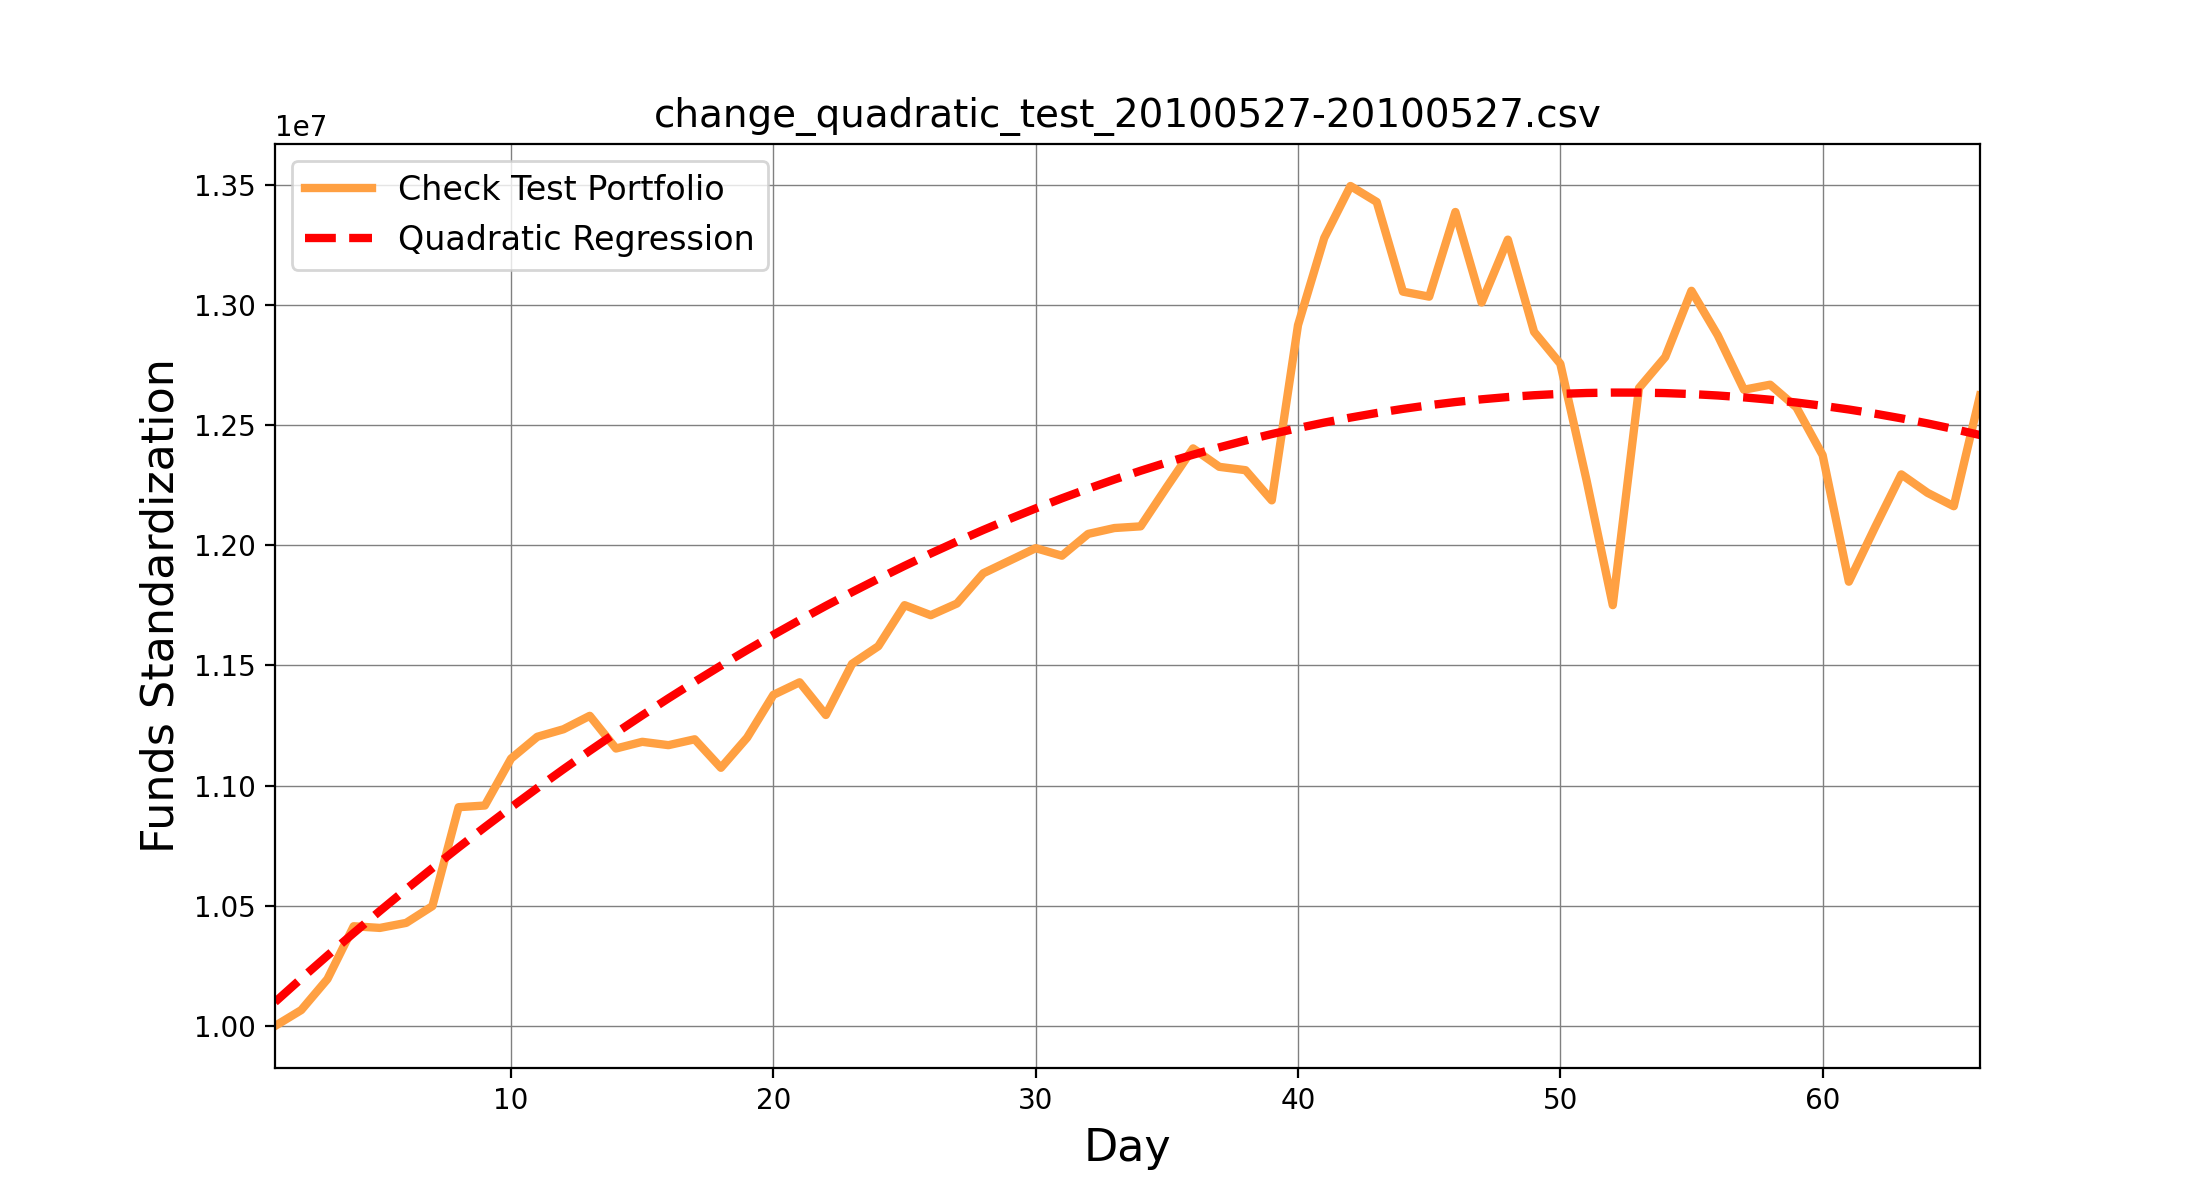 change_quadratic_test_20100527-20100527.csv
1e7
Check Test Portfolio
Quadratic Regression
Funds Standardization
1.35
1.30
1.25
1.20
1.15
1.10
1.05
1.00
10 20 30 40 50 60
Day